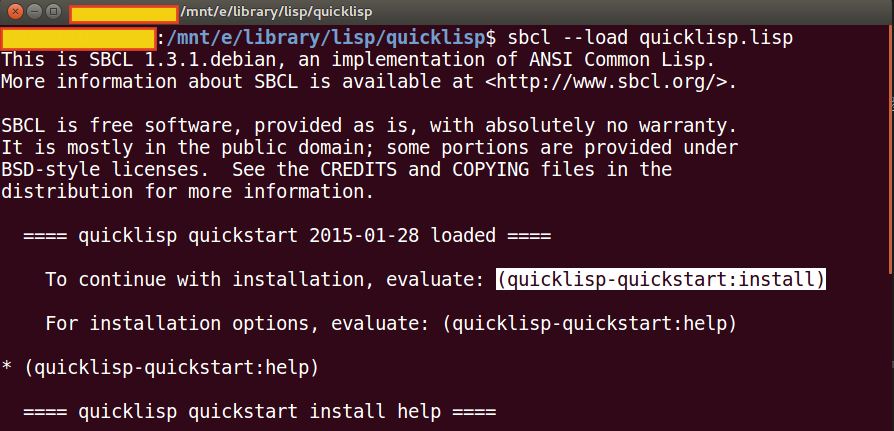 /mnt/e/library/lisp/quicklisp
:/mnt/e/library/lisp/quicklisp$ sbcl --load quicklisp.lisp
This is SBCL 1.3.1.debian, an implementation of ANSI Common Lisp.
More information about SBCL is available at <http://www.sbcl.org/>.
SBCL is free software, provided as is, with absolutely no warranty.
It is mostly in the public domain; some portions are provided under
BSD-style licenses.  See the CREDITS and COPYING files in the
distribution for more information.
==== quicklisp quickstart 2015-01-28 loaded ====
To continue with installation, evaluate: (quicklisp-quickstart:install)
For installation options, evaluate: (quicklisp-quickstart:help)
* (quicklisp-quickstart:help)
==== quicklisp quickstart install help ====